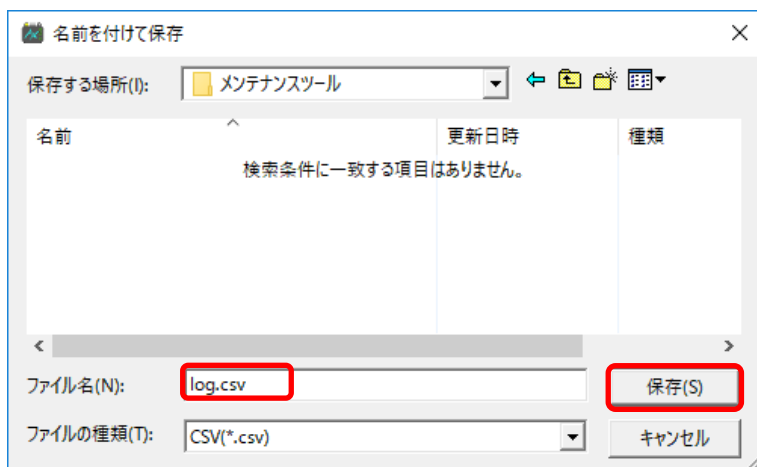 名前を付けて保存
保存する場所(I): メンテナンスツール
名前 更新日時 種類
検索条件に一致する項目はありません。
ファイル名(N): log.csv 保存(S)
ファイルの種類(T): CSV(*.csv) キャンセル